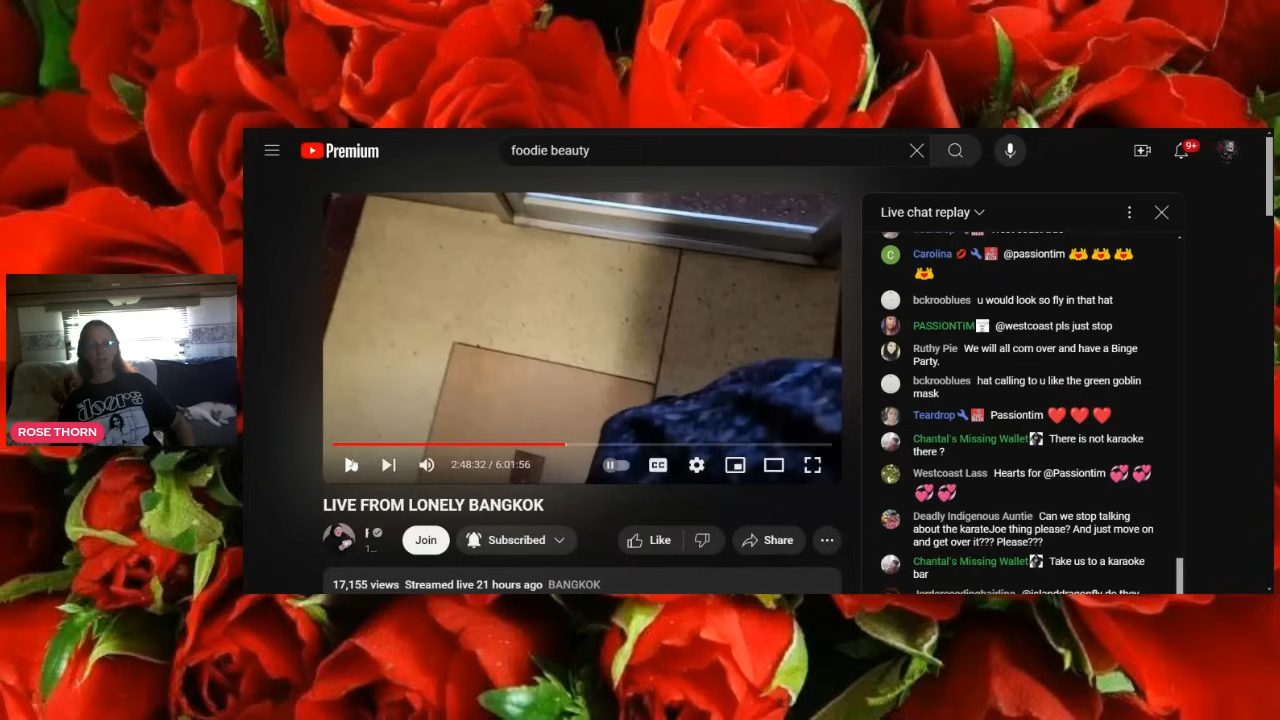 Premium
foodie beauty
9+
Live chat replay
Carolina @passiontim
bckrooblues u would look so fly in that hat
PASSIONTIM @westcoast pls just stop
Ruthy Pie We will all com over and have a Binge
Party.
bckrooblues hat calling to u like the green goblin
mask
Teardrop Passiontim
Chantal's Missing Wallet There is not karaoke
there ?
Westcoast Lass Hearts for @Passiontim
Deadly Indigenous Auntie Can we stop talking
about the karateJoe thing please? And just move on
and get over it??? Please???
Chantal's Missing Wallet Take us to a karaoke
bar
doors
ROSE THORN
2:48:32 / 6:01:56
CC
LIVE FROM LONELY BANGKOK
F
1...
Join
Subscribed
Like
Share
17,155 views Streamed live 21 hours ago BANGKOK